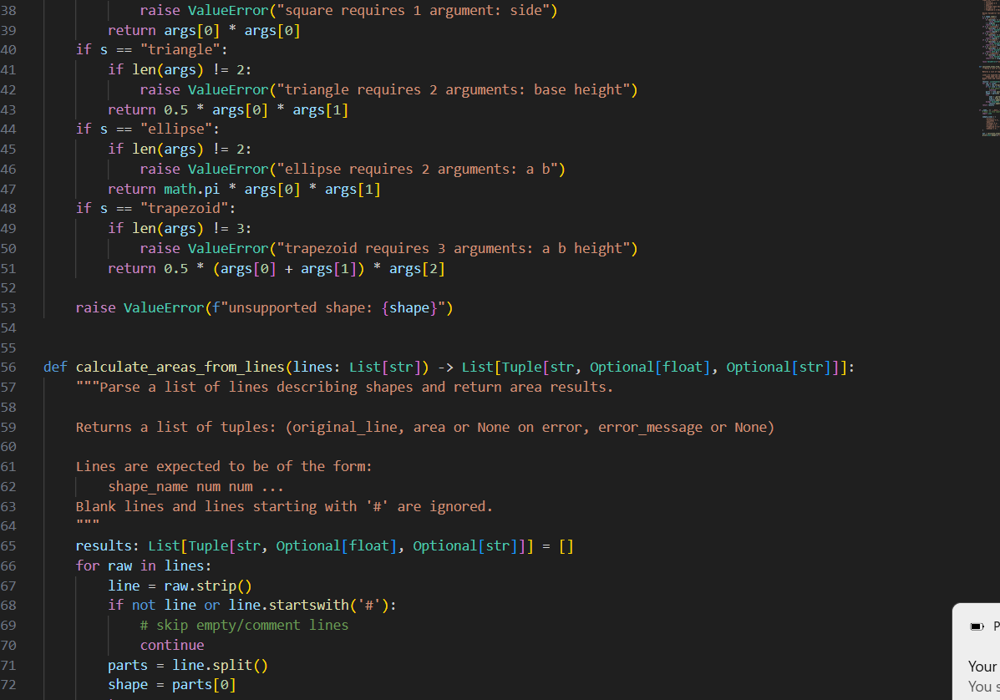 38 raise ValueError("square requires 1 argument: side")
39 return args[0] * args[0]
40 if s == "triangle":
41 if len(args) != 2:
42 raise ValueError("triangle requires 2 arguments: base height")
43 return 0.5 * args[0] * args[1]
44 if s == "ellipse":
45 if len(args) != 2:
46 raise ValueError("ellipse requires 2 arguments: a b")
47 return math.pi * args[0] * args[1]
48 if s == "trapezoid":
49 if len(args) != 3:
50 raise ValueError("trapezoid requires 3 arguments: a b height")
51 return 0.5 * (args[0] + args[1]) * args[2]
52
53 raise ValueError(f"unsupported shape: {shape}")
54
55
56 def calculate_areas_from_lines(lines: List[str]) -> List[Tuple[str, Optional[float], Optional[str]]]:
57 """Parse a list of lines describing shapes and return area results.
58
59 Returns a list of tuples: (original_line, area or None on error, error_message or None)
60
61 Lines are expected to be of the form:
62 shape_name num num ...
63 Blank lines and lines starting with '#' are ignored.
64 """
65 results: List[Tuple[str, Optional[float], Optional[str]]] = []
66 for raw in lines:
67 line = raw.strip()
68 if not line or line.startswith('#'):
69 # skip empty/comment lines
70 continue
71 parts = line.split()
72 shape = parts[0]
P
Your
You s